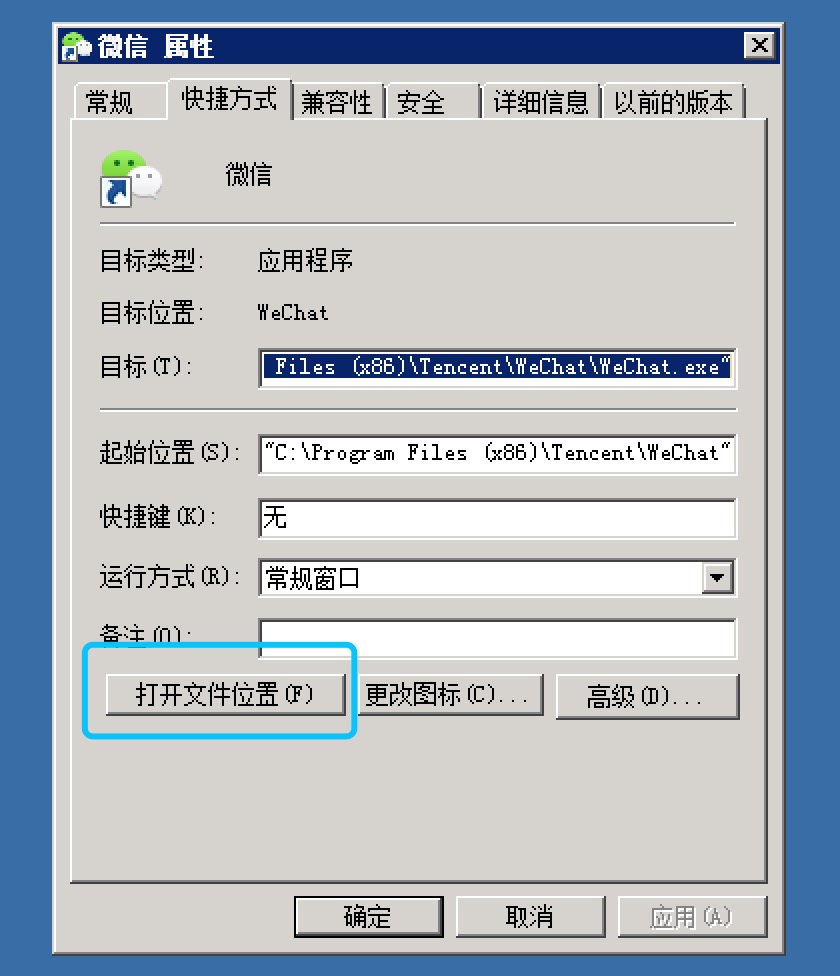 微信 属性
常规 快捷方式 兼容性 安全 详细信息 以前的版本
微信
目标类型: 应用程序
目标位置: WeChat
目标(T): Files (x86)\Tencent\WeChat\WeChat.exe"
起始位置(S): "C:\Program Files (x86)\Tencent\WeChat"
快捷键(K): 无
运行方式(R): 常规窗口
备注(O):
打开文件位置(F) 更改图标(C)... 高级(D)...
确定 取消 应用(A)